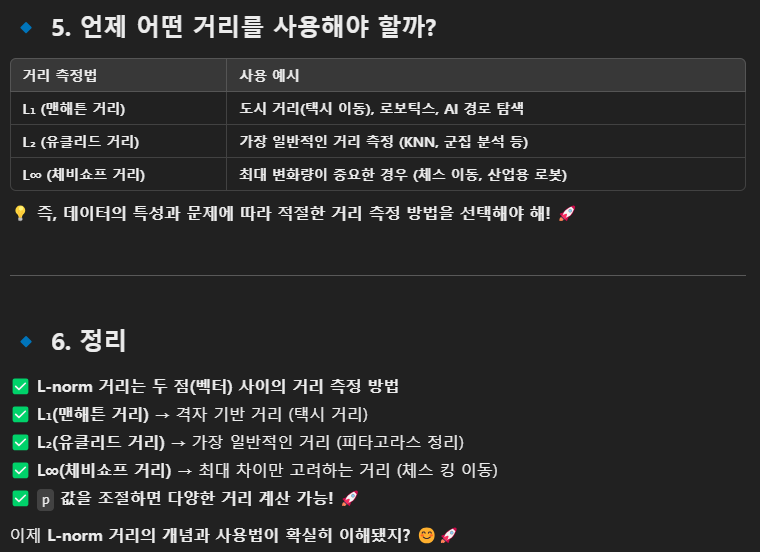 🔹 5. 언제 어떤 거리를 사용해야 할까?
거리 측정법 사용 예시
L₁ (맨해튼 거리) 도시 거리(택시 이동), 로보틱스, AI 경로 탐색
L₂ (유클리드 거리) 가장 일반적인 거리 측정 (KNN, 군집 분석 등)
L∞ (체비쇼프 거리) 최대 변화량이 중요한 경우 (체스 이동, 산업용 로봇)
💡 즉, 데이터의 특성과 문제에 따라 적절한 거리 측정 방법을 선택해야 해! 🚀
🔹 6. 정리
✅ L-norm 거리는 두 점(벡터) 사이의 거리 측정 방법
✅ L₁(맨해튼 거리) → 격자 기반 거리 (택시 거리)
✅ L₂(유클리드 거리) → 가장 일반적인 거리 (피타고라스 정리)
✅ L∞(체비쇼프 거리) → 최대 차이만 고려하는 거리 (체스 킹 이동)
✅ p 값을 조절하면 다양한 거리 계산 가능! 🚀
이제 L-norm 거리의 개념과 사용법이 확실히 이해됐지? 😊🚀